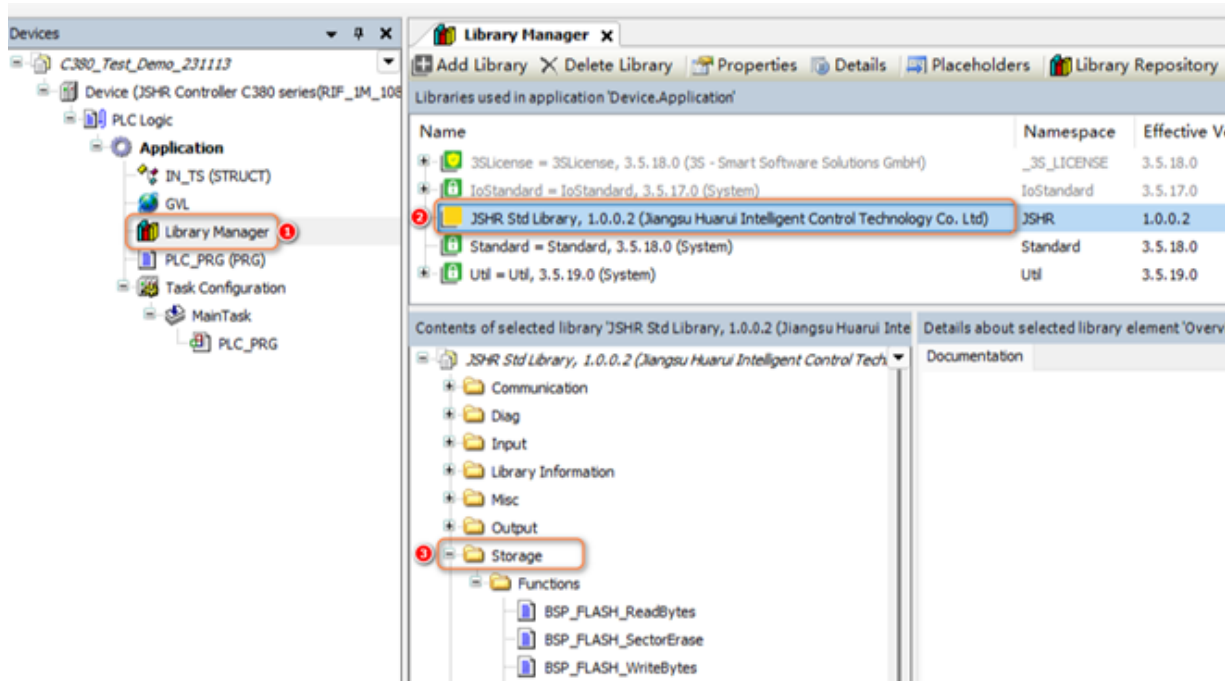 Devices
C380_Test_Demo_231113
Device (JSHR Controller C380 series(RIF_1M_108
PLC Logic
Application
IN_TS (STRUCT)
GVL
Library Manager 1
PLC_PRG (PRG)
Task Configuration
MainTask
PLC_PRG
Library Manager
Add Library Delete Library Properties Details Placeholders Library Repository
Libraries used in application 'Device.Application'
Name Namespace Effective V
3SLicense = 3SLicense, 3.5.18.0 (3S - Smart Software Solutions GmbH) _3S_LICENSE 3.5.18.0
IoStandard = IoStandard, 3.5.17.0 (System) IoStandard 3.5.17.0
2 JSHR Std Library, 1.0.0.2 (Jiangsu Huarui Intelligent Control Technology Co. Ltd) JSHR 1.0.0.2
Standard = Standard, 3.5.18.0 (System) Standard 3.5.18.0
Util = Util, 3.5.19.0 (System) Util 3.5.19.0
Contents of selected library 'JSHR Std Library, 1.0.0.2 (Jiangsu Huarui Inte
JSHR Std Library, 1.0.0.2 (Jiangsu Huarui Intelligent Control Tech
Communication
Diag
Input
Library Information
Misc
Output
3 Storage
Functions
BSP_FLASH_ReadBytes
BSP_FLASH_SectorErase
BSP_FLASH_WriteBytes
Details about selected library element 'Overv
Documentation